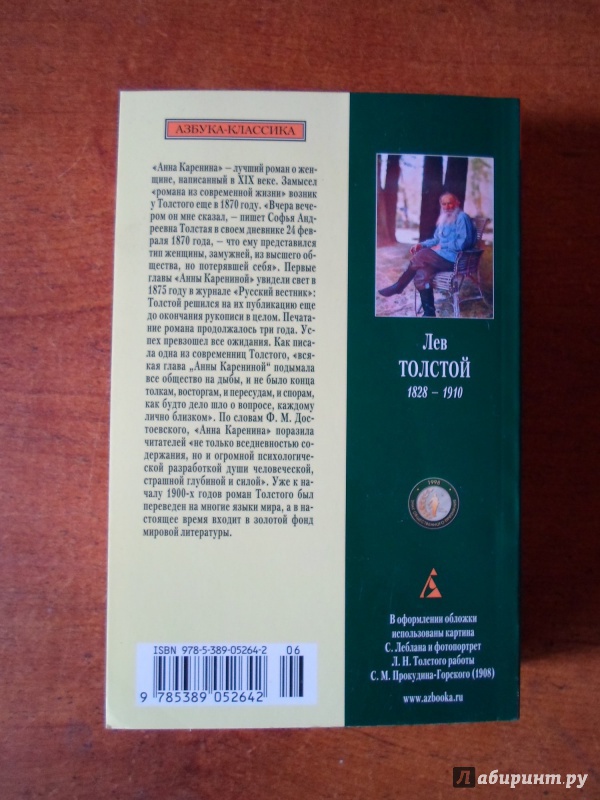 АЗБУКА-КЛАССИКА
«Анна Каренина» – лучший роман о жен-
щине, написанный в XIX веке. Замысел
«романа из современной жизни» возник
у Толстого еще в 1870 году. «Вчера вече-
ром он мне сказал, – пишет Софья Анд-
реевна Толстая в своем дневнике 24 фев-
раля 1870 года, – что ему представился
тип женщины, замужней, из высшего
общества, но потерявшей себя». Первые
главы «Анны Карениной» увидели свет в
1875 году в журнале «Русский вестник»:
Толстой решился на их публикацию еще
до окончания рукописи в целом. Печата-
ние романа продолжалось три года. Ус-
пех превзошел все ожидания. Как писа-
ла одна из современниц Толстого, «вся-
кая глава „Анны Карениной“ подымала
все общество на дыбы, и не было конца
толкам, восторгам, и пересудам, и спорам,
как будто дело шло о вопросе, каждому
лично близком». По словам Ф. М. Дос-
тоевского, «Анна Каренина» поразила
читателей «не только вседневностью со-
держания, но и огромной психологиче-
ской разработкой души человеческой,
страшной глубиной и силой». Уже к на-
чалу 1900-х годов роман Толстого был
переведен на многие языки мира, а в на-
стоящее время входит в золотой фонд
мировой литературы.
ISBN 978-5-389-05264-2
06
9 785389 052642
Лев
ТОЛСТОЙ
1828 – 1910
1996
В оформлении обложки
использованы картина
С. Леблана и фотопортрет
Л. Н. Толстого работы
С. М. Прокудина-Горского (1908)
www.azbooka.ru
Лабиринт.ру